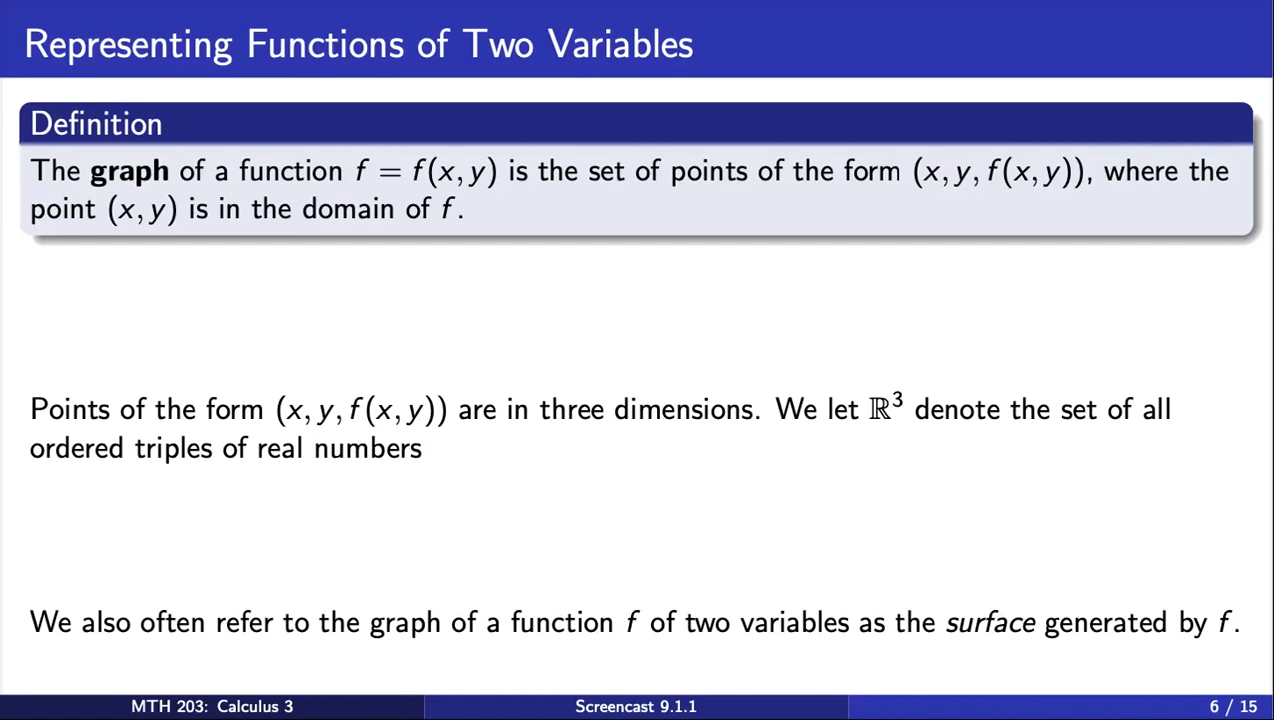 Representing Functions of Two Variables
Definition
The graph of a function f = f(x, y) is the set of points of the form (x, y, f(x, y)), where the
point (x, y) is in the domain of f.
Points of the form (x, y, f(x, y)) are in three dimensions. We let ℝ³ denote the set of all
ordered triples of real numbers
We also often refer to the graph of a function f of two variables as the surface generated by f.
MTH 203: Calculus 3 Screencast 9.1.1 6 / 15